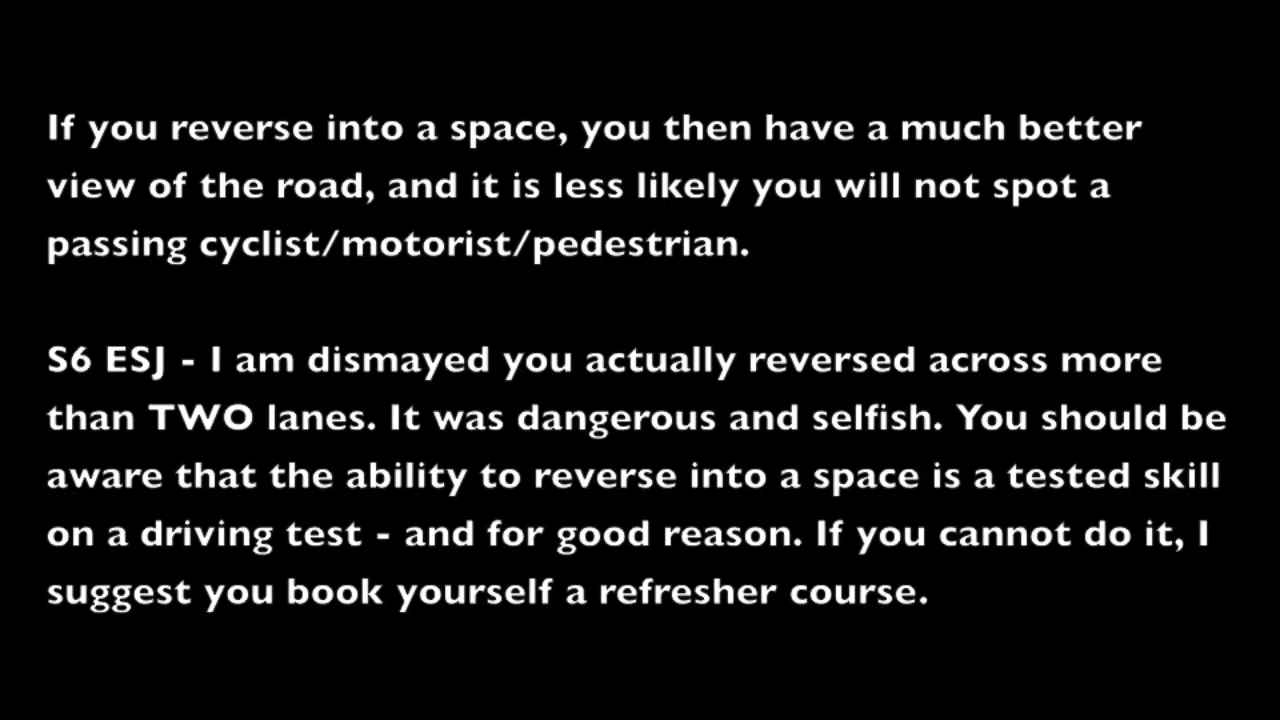 If you reverse into a space, you then have a much better
view of the road, and it is less likely you will not spot a
passing cyclist/motorist/pedestrian.
S6 ESJ - I am dismayed you actually reversed across more
than TWO lanes. It was dangerous and selfish. You should be
aware that the ability to reverse into a space is a tested skill
on a driving test - and for good reason. If you cannot do it, I
suggest you book yourself a refresher course.